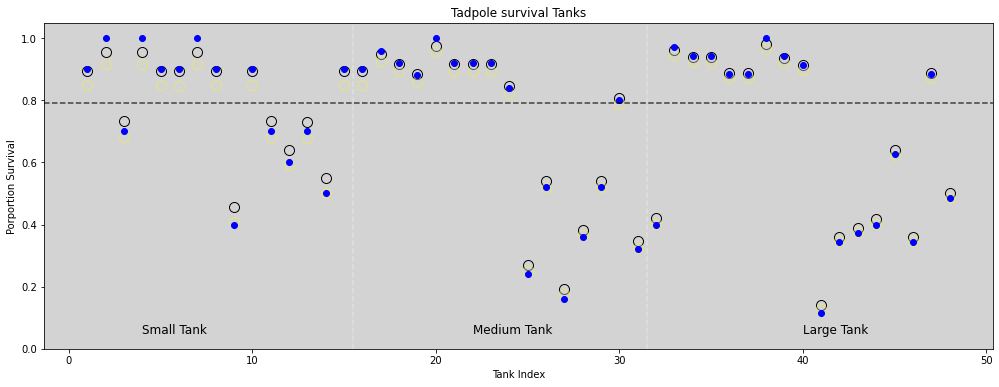 Tadpole survival Tanks
1.0
0.8
0.6
0.4
0.2
0.0
Porportion Survival
Small Tank
Medium Tank
Large Tank
0
10
20
30
40
50
Tank Index